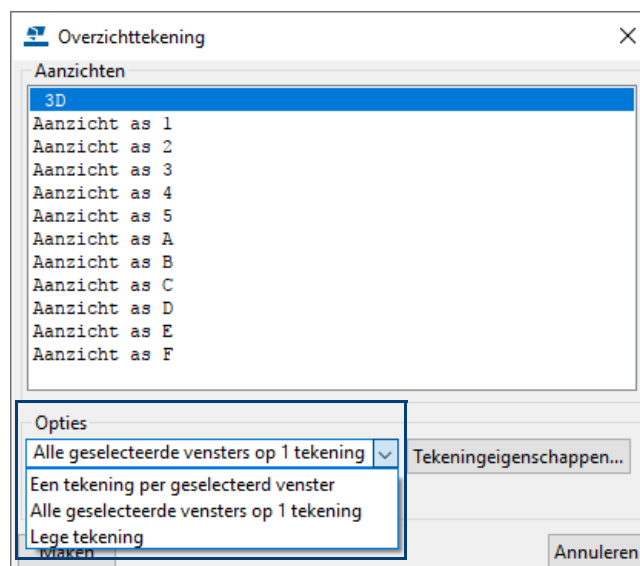 Overzichttekening
Aanzichten
3D
Aanzicht as 1
Aanzicht as 2
Aanzicht as 3
Aanzicht as 4
Aanzicht as 5
Aanzicht as A
Aanzicht as B
Aanzicht as C
Aanzicht as D
Aanzicht as E
Aanzicht as F
Opties
Alle geselecteerde vensters op 1 tekening
Tekeningeigenschappen...
Een tekening per geselecteerd venster
Alle geselecteerde vensters op 1 tekening
Lege tekening
Maken
Annuleren